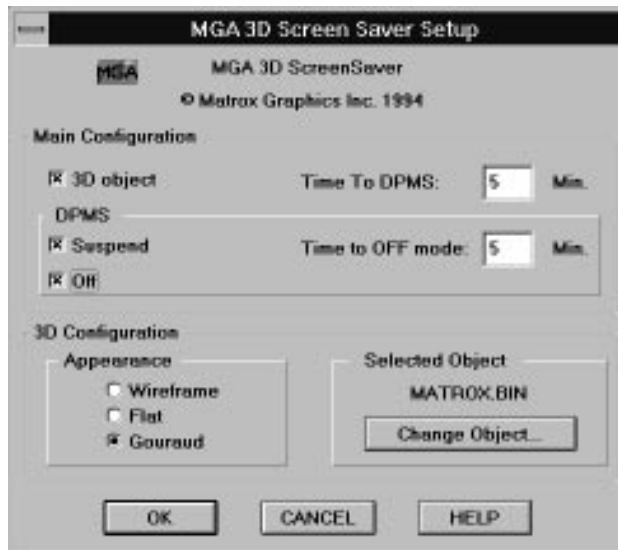 MGA 3D Screen Saver Setup
MGA
MGA 3D ScreenSaver
© Matrox Graphics Inc. 1994
Main Configuration
3D object
Time To DPMS: 5 Min.
DPMS
Suspend
Time to OFF mode: 5 Min.
Off
3D Configuration
Appearance
Wireframe
Flat
Gouraud
Selected Object
MATROX.BIN
Change Object...
OK
CANCEL
HELP